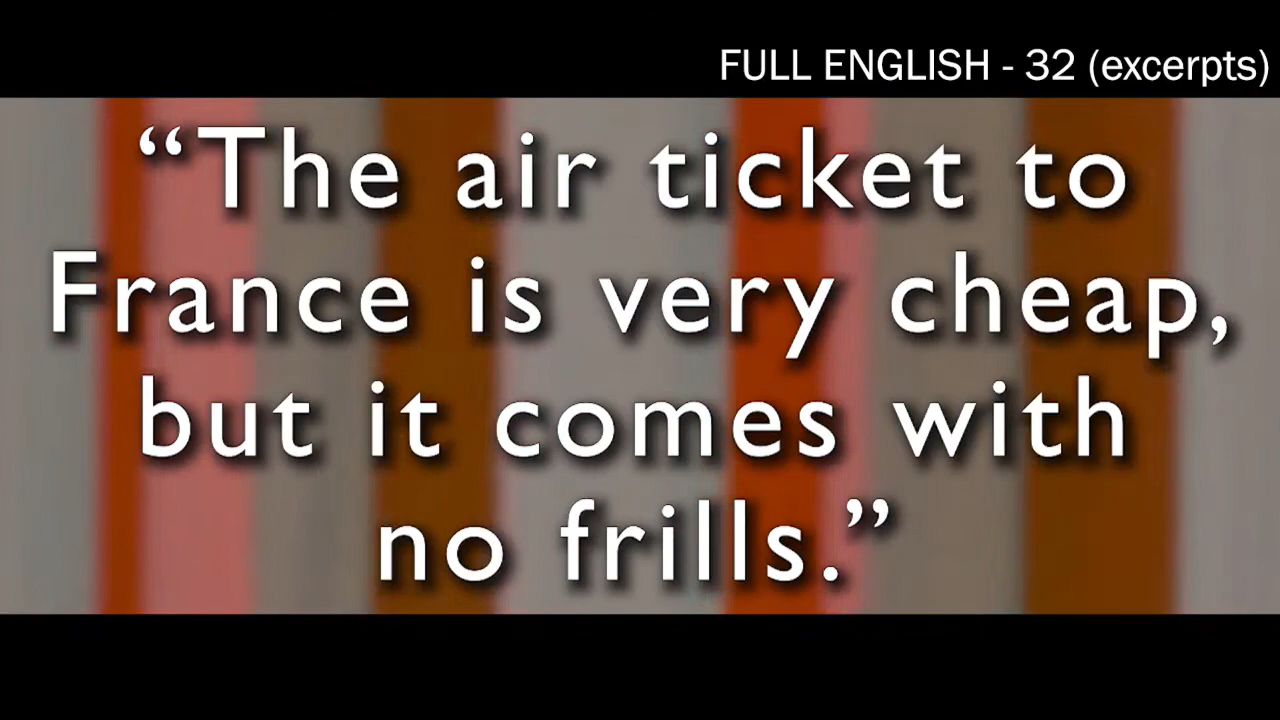 FULL ENGLISH - 32 (excerpts)
“The air ticket to
France is very cheap,
but it comes with
no frills.”